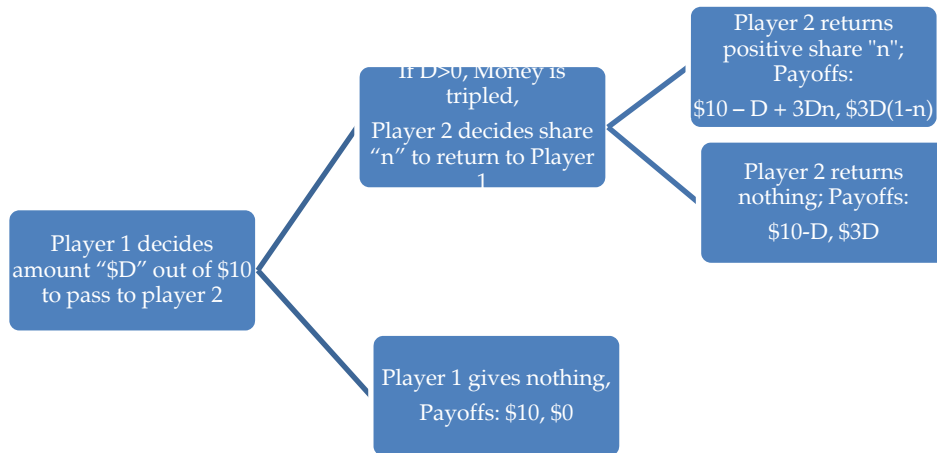 Player 1 decides
amount “$D” out of $10
to pass to player 2
If D>0, Money is
tripled,
Player 2 decides share
“n” to return to Player
1
Player 2 returns
positive share "n";
Payoffs:
$10 – D + 3Dn, $3D(1-n)
Player 2 returns
nothing; Payoffs:
$10-D, $3D
Player 1 gives nothing,
Payoffs: $10, $0